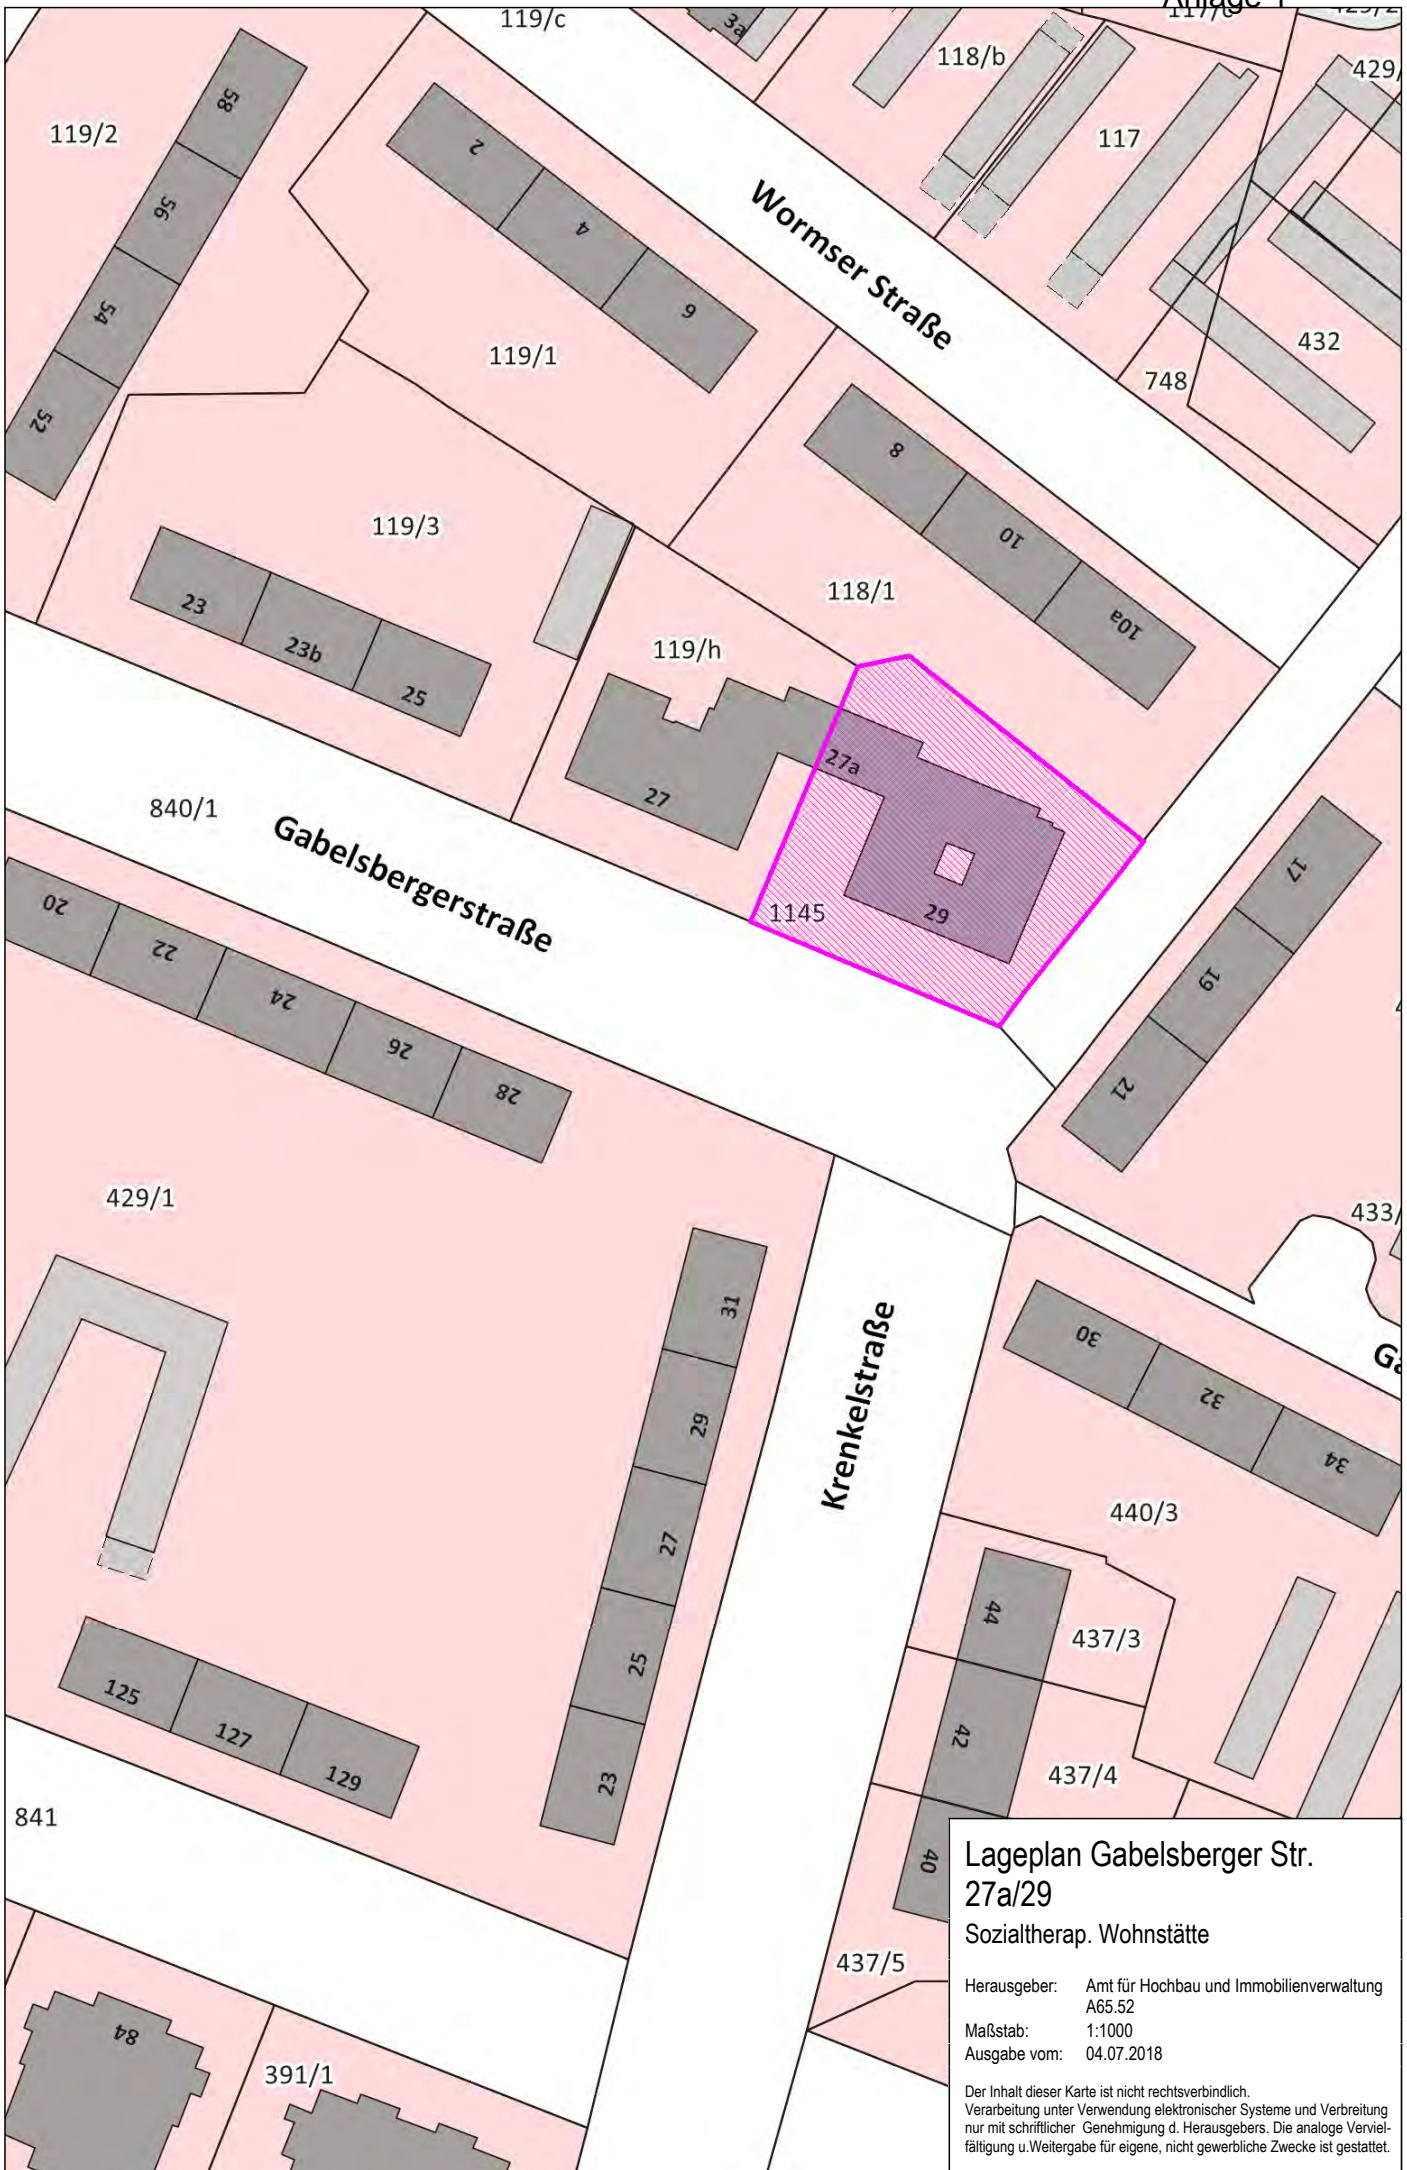 Anlage 1
119/c
3a
118/b
117/
429/2
429/
58
119/2
2
117
56
4
Wormser Straße
54
6
119/1
432
748
52
8
119/3
10
118/1
23
10a
23b
119/h
25
27a
27
840/1
17
Gabelsbergerstraße
20
1145
29
22
19
24
26
28
21
429/1
433/
31
30
Ga
32
29
Krenkelstraße
34
440/3
27
44
437/3
25
125
127
42
129
23
437/4
841
40
437/5
84
391/1
Lageplan Gabelsberger Str.
27a/29
Sozialtherap. Wohnstätte
Herausgeber: Amt für Hochbau und Immobilienverwaltung
A65.52
Maßstab: 1:1000
Ausgabe vom: 04.07.2018
Der Inhalt dieser Karte ist nicht rechtsverbindlich.
Verarbeitung unter Verwendung elektronischer Systeme und Verbreitung
nur mit schriftlicher Genehmigung d. Herausgebers. Die analoge Verviel-
fältigung u.Weitergabe für eigene, nicht gewerbliche Zwecke ist gestattet.